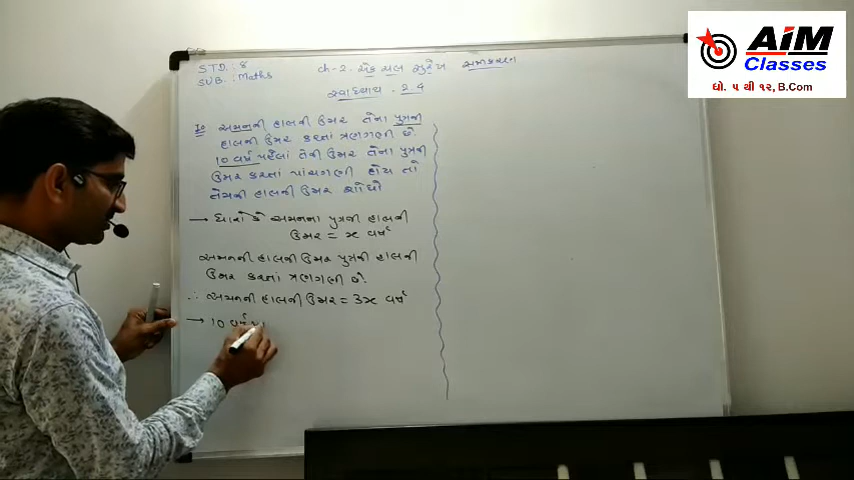 STD. : 8
SUB. : Maths
ch-2. એક ચલ સુરેખ સમીકરણ
સ્વાધ્યાય - 2.4
અમનની હાલની ઉંમર તેના પુત્રની
હાલની ઉંમર કરતાં ત્રણગણી છે
10 વર્ષ પહેલાં તેની ઉંમર તેના પુત્રની
ઉંમર કરતાં પાંચગણી હોય તો
તેમની હાલની ઉંમર શોધો
→ ધારો કે અમનના પુત્રની હાલની
ઉંમર = x વર્ષ
અમનની હાલની ઉંમર પુત્રની હાલની
ઉંમર કરતાં ત્રણગણી છે.
∴ અમનની હાલની ઉંમર = 3x વર્ષ
→ 10 વર્ષ
AIM
Classes
ધો. ૫ થી ૧૨, B.Com